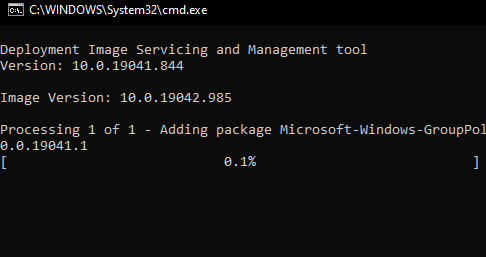 C:\WINDOWS\System32\cmd.exe
Deployment Image Servicing and Management tool
Version: 10.0.19041.844
Image Version: 10.0.19042.985
Processing 1 of 1 - Adding package Microsoft-Windows-GroupPol
0.0.19041.1
[ 0.1% ]